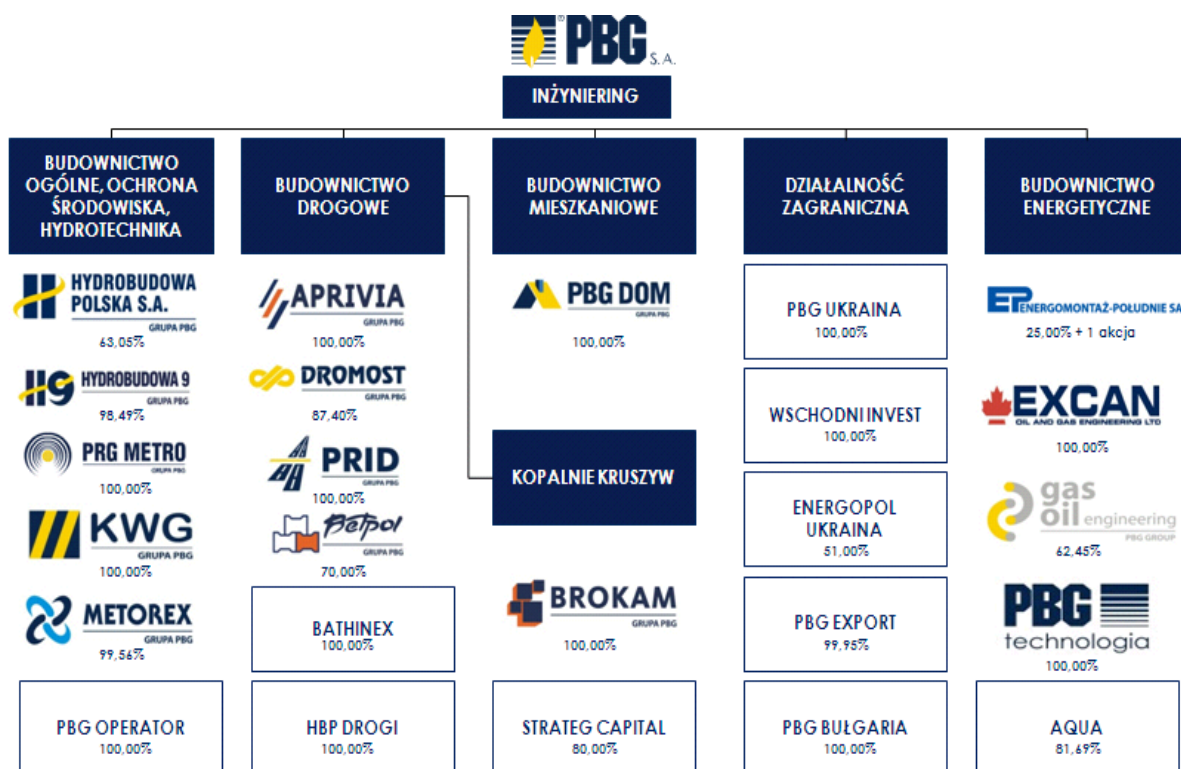 PBG S.A.
INŻYNIERING
BUDOWNICTWO
OGÓLNE, OCHRONA
ŚRODOWISKA,
HYDROTECHNIKA
HYDROBUDOWA
POLSKA S.A.
GRUPA PBG
63,05%
HYDROBUDOWA 9
GRUPA PBG
98,49%
PRG METRO
GRUPA PBG
100,00%
KWG
GRUPA PBG
100,00%
METOREX
GRUPA PBG
99,56%
PBG OPERATOR
100,00%
BUDOWNICTWO
DROGOWE
APRIVIA
GRUPA PBG
100,00%
DROMOST
GRUPA PBG
87,40%
PRID
GRUPA PBG
100,00%
Betpol
GRUPA PBG
70,00%
BATHINEX
100,00%
HBP DROGI
100,00%
BUDOWNICTWO
MIESZKANIOWE
PBG DOM
GRUPA PBG
100,00%
KOPALNIE KRUSZYW
BROKAM
GRUPA PBG
100,00%
STRATEG CAPITAL
80,00%
DZIAŁALNOŚĆ
ZAGRANICZNA
PBG UKRAINA
100,00%
WSCHODNI INVEST
100,00%
ENERGOPOL
UKRAINA
51,00%
PBG EXPORT
99,95%
PBG BUŁGARIA
100,00%
BUDOWNICTWO
ENERGETYCZNE
EP ENERGOMONTAŻ-POŁUDNIE SA
25,00% + 1 akcja
EXCAN
OIL AND GAS ENGINEERING LTD
100,00%
gas
oil engineering
PBG GROUP
62,45%
PBG
technologia
100,00%
AQUA
81,69%